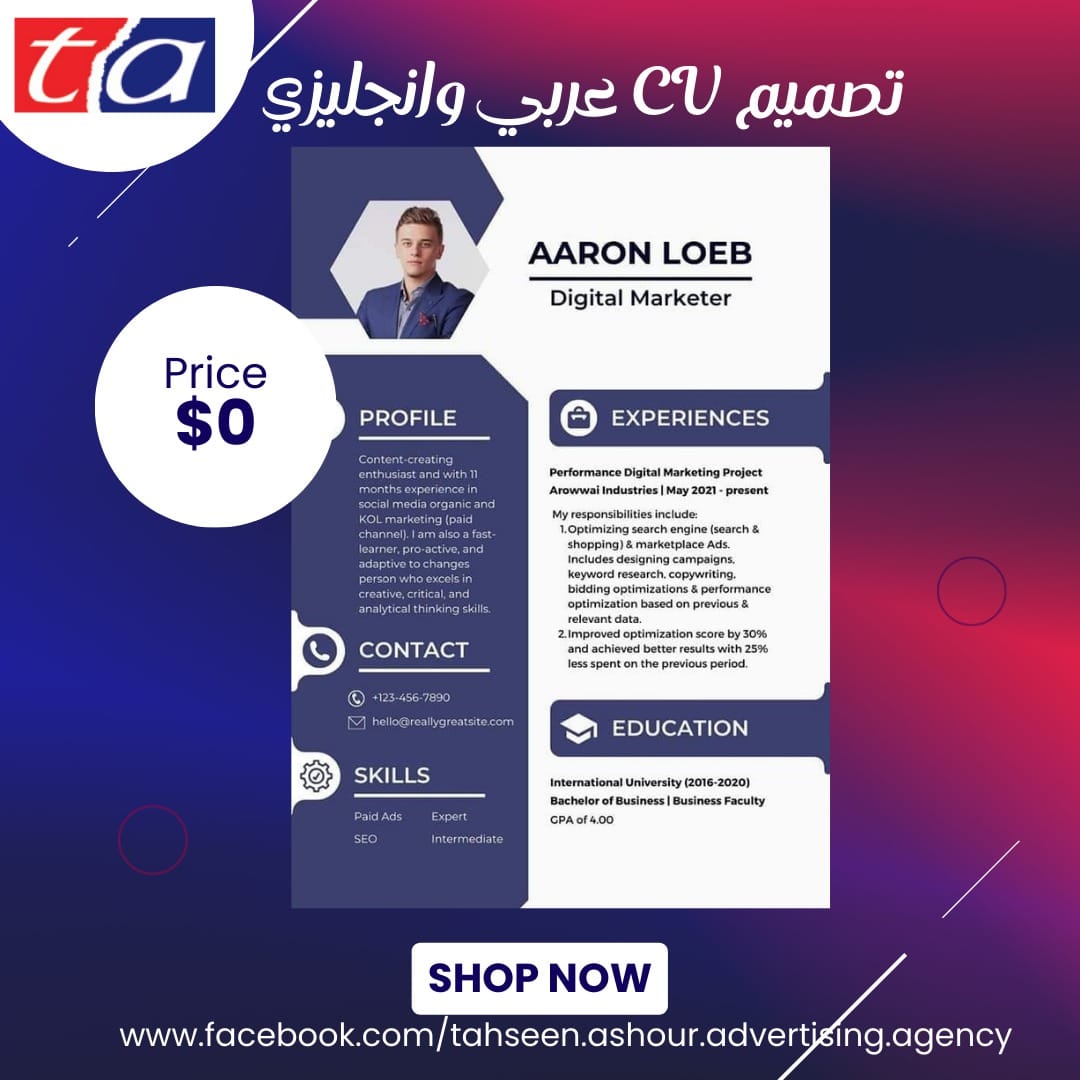 ta
تصميم CV عربي وانجليزي
AARON LOEB
Digital Marketer
Price
$0
PROFILE
Content-creating
enthusiast and with 11
months experience in
social media organic and
KOL marketing (paid
channel). I am also a fast-
learner, pro-active, and
adaptive to changes
person who excels in
creative, critical, and
analytical thinking skills.
CONTACT
+123-456-7890
hello@reallygreatsite.com
SKILLS
Paid Ads Expert
SEO Intermediate
EXPERIENCES
Performance Digital Marketing Project
Arowwai Industries | May 2021 - present
My responsibilities include:
1. Optimizing search engine (search &
shopping) & marketplace Ads.
Includes designing campaigns,
keyword research, copywriting,
bidding optimizations & performance
optimization based on previous &
relevant data.
2. Improved optimization score by 30%
and achieved better results with 25%
less spent on the previous period.
EDUCATION
International University (2016-2020)
Bachelor of Business | Business Faculty
GPA of 4.00
SHOP NOW
www.facebook.com/tahseen.ashour.advertising.agency